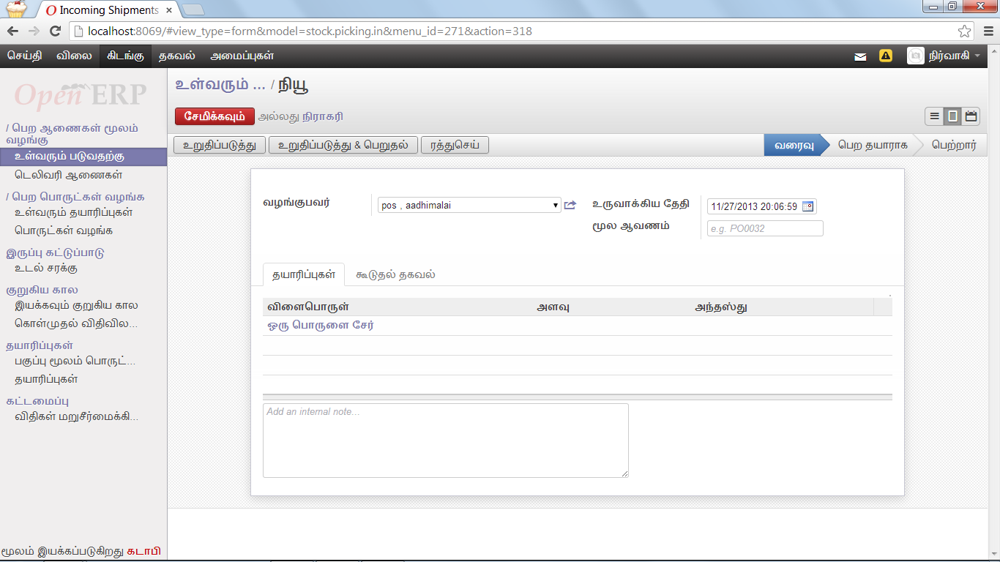 Incoming Shipments
localhost:8069/#view_type=form&model=stock.picking.in&menu_id=271&action=318
செய்தி விலை கிடங்கு தகவல் அமைப்புகள் நிர்வாகி
Open ERP
/ பெற ஆணைகள் மூலம்
வழங்கு
உள்வரும் படுவதற்கு
டெலிவரி ஆணைகள்
/ பெற பொருட்கள் வழங்க
உள்வரும் தயாரிப்புகள்
பொருட்கள் வழங்க
இருப்பு கட்டுப்பாடு
உடல் சரக்கு
குறுகிய கால
இயக்கவும் குறுகிய கால
கொள்முதல் விதிவில...
தயாரிப்புகள்
பகுப்பு மூலம் பொருட்...
தயாரிப்புகள்
கட்டமைப்பு
விதிகள் மறுசீர்மைக்கி...
மூலம் இயக்கப்படுகிறது கடாபி
உள்வரும் ... / நியூ
சேமிக்கவும் அல்லது நிராகரி
உறுதிப்படுத்து உறுதிப்படுத்து & பெறுதல் ரத்துசெய் வரைவு பெற தயாராக பெற்றார்
வழங்குபவர் pos , aadhimalai உருவாக்கிய தேதி 11/27/2013 20:06:59
மூல ஆவணம் e.g. PO0032
தயாரிப்புகள் கூடுதல் தகவல்
விளைபொருள் அளவு அந்தஸ்து
ஒரு பொருளை சேர்
Add an internal note...